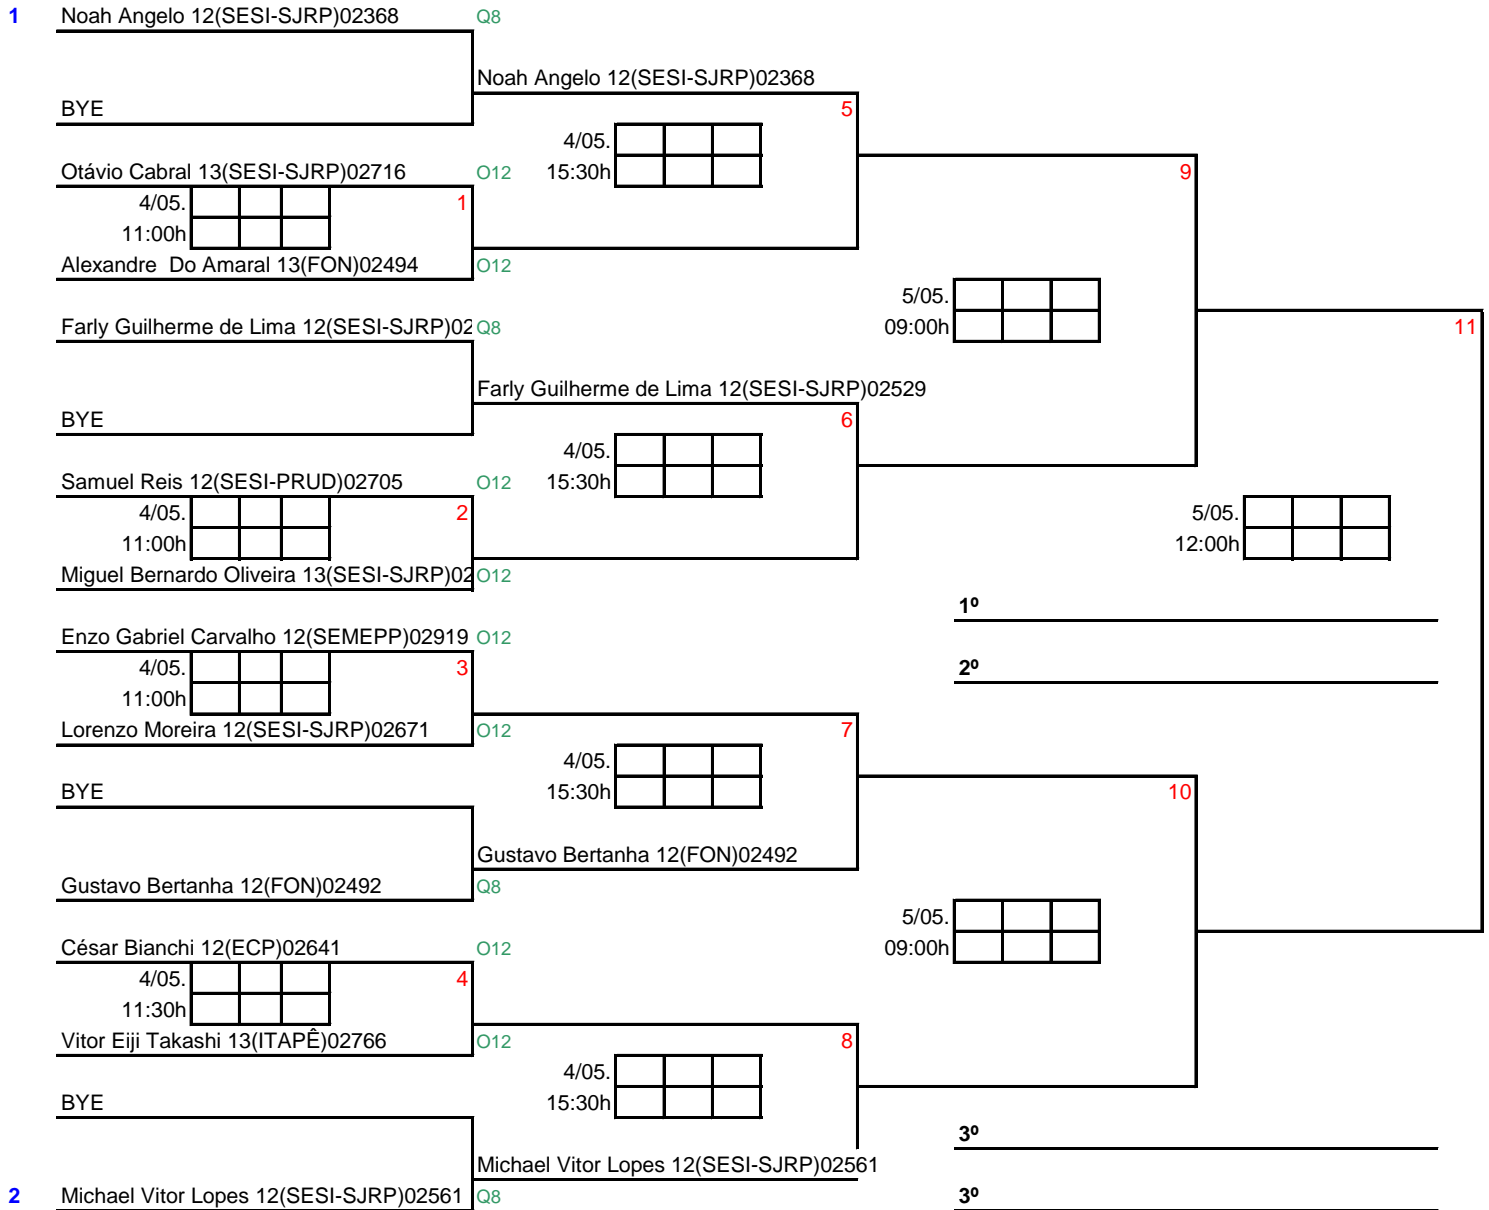 1 Noah Angelo 12(SESI-SJRP)02368 Q8
Noah Angelo 12(SESI-SJRP)02368
BYE 5
4/05.
Otávio Cabral 13(SESI-SJRP)02716 O12 15:30h 9
4/05. 1
11:00h
Alexandre Do Amaral 13(FON)02494 O12
5/05.
Farly Guilherme de Lima 12(SESI-SJRP)02 Q8 09:00h 11
Farly Guilherme de Lima 12(SESI-SJRP)02529
BYE 6
4/05.
Samuel Reis 12(SESI-PRUD)02705 O12 15:30h
4/05. 2 5/05.
11:00h 12:00h
Miguel Bernardo Oliveira 13(SESI-SJRP)02 O12
1º
Enzo Gabriel Carvalho 12(SEMEPP)02919 O12
4/05. 3 2º
11:00h
Lorenzo Moreira 12(SESI-SJRP)02671 O12 7
4/05.
BYE 15:30h 10
Gustavo Bertanha 12(FON)02492
Gustavo Bertanha 12(FON)02492 Q8
5/05.
César Bianchi 12(ECP)02641 O12 09:00h
4/05. 4
11:30h
Vitor Eiji Takashi 13(ITAPÊ)02766 O12 8
4/05.
BYE 15:30h
3º
Michael Vitor Lopes 12(SESI-SJRP)02561
2 Michael Vitor Lopes 12(SESI-SJRP)02561 Q8 3º